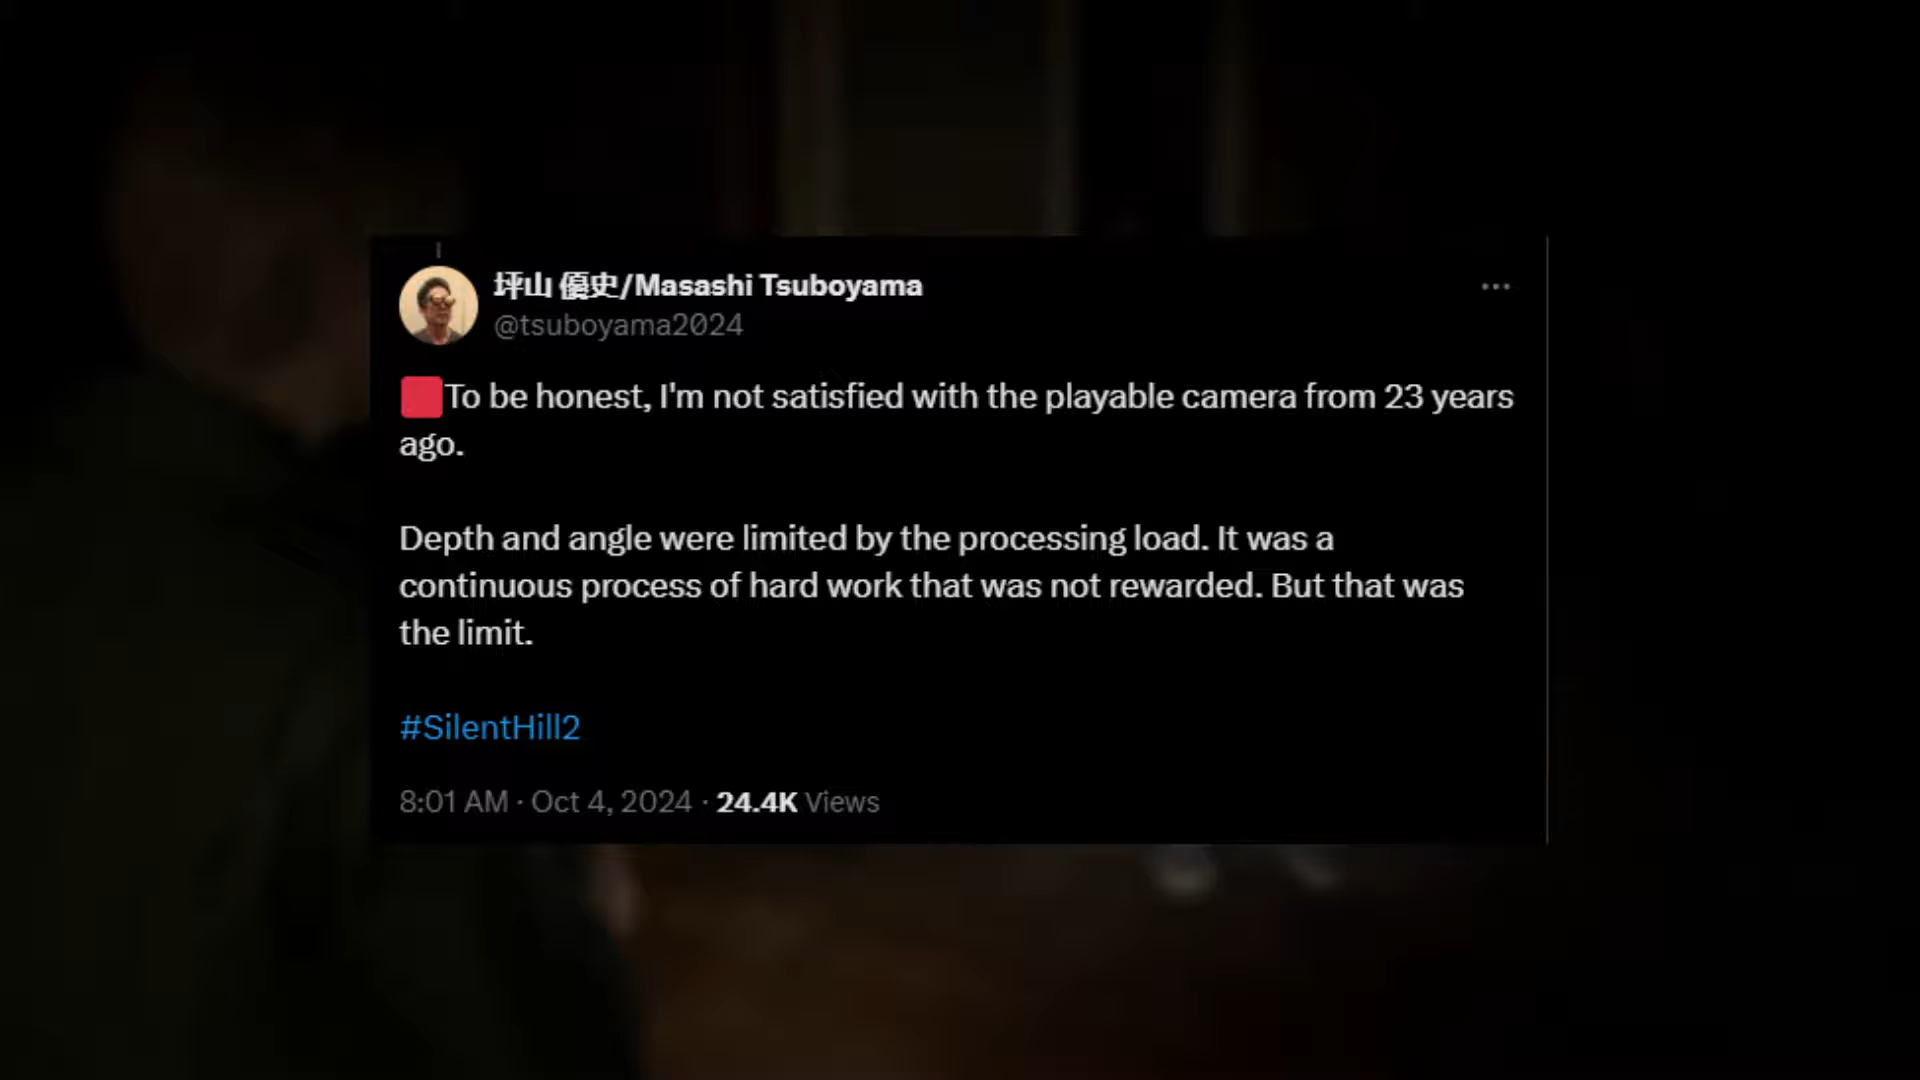 坪山 優史/Masashi Tsuboyama
@tsuboyama2024
To be honest, I'm not satisfied with the playable camera from 23 years
ago.
Depth and angle were limited by the processing load. It was a
continuous process of hard work that was not rewarded. But that was
the limit.
#SilentHill2
8:01 AM · Oct 4, 2024 · 24.4K Views